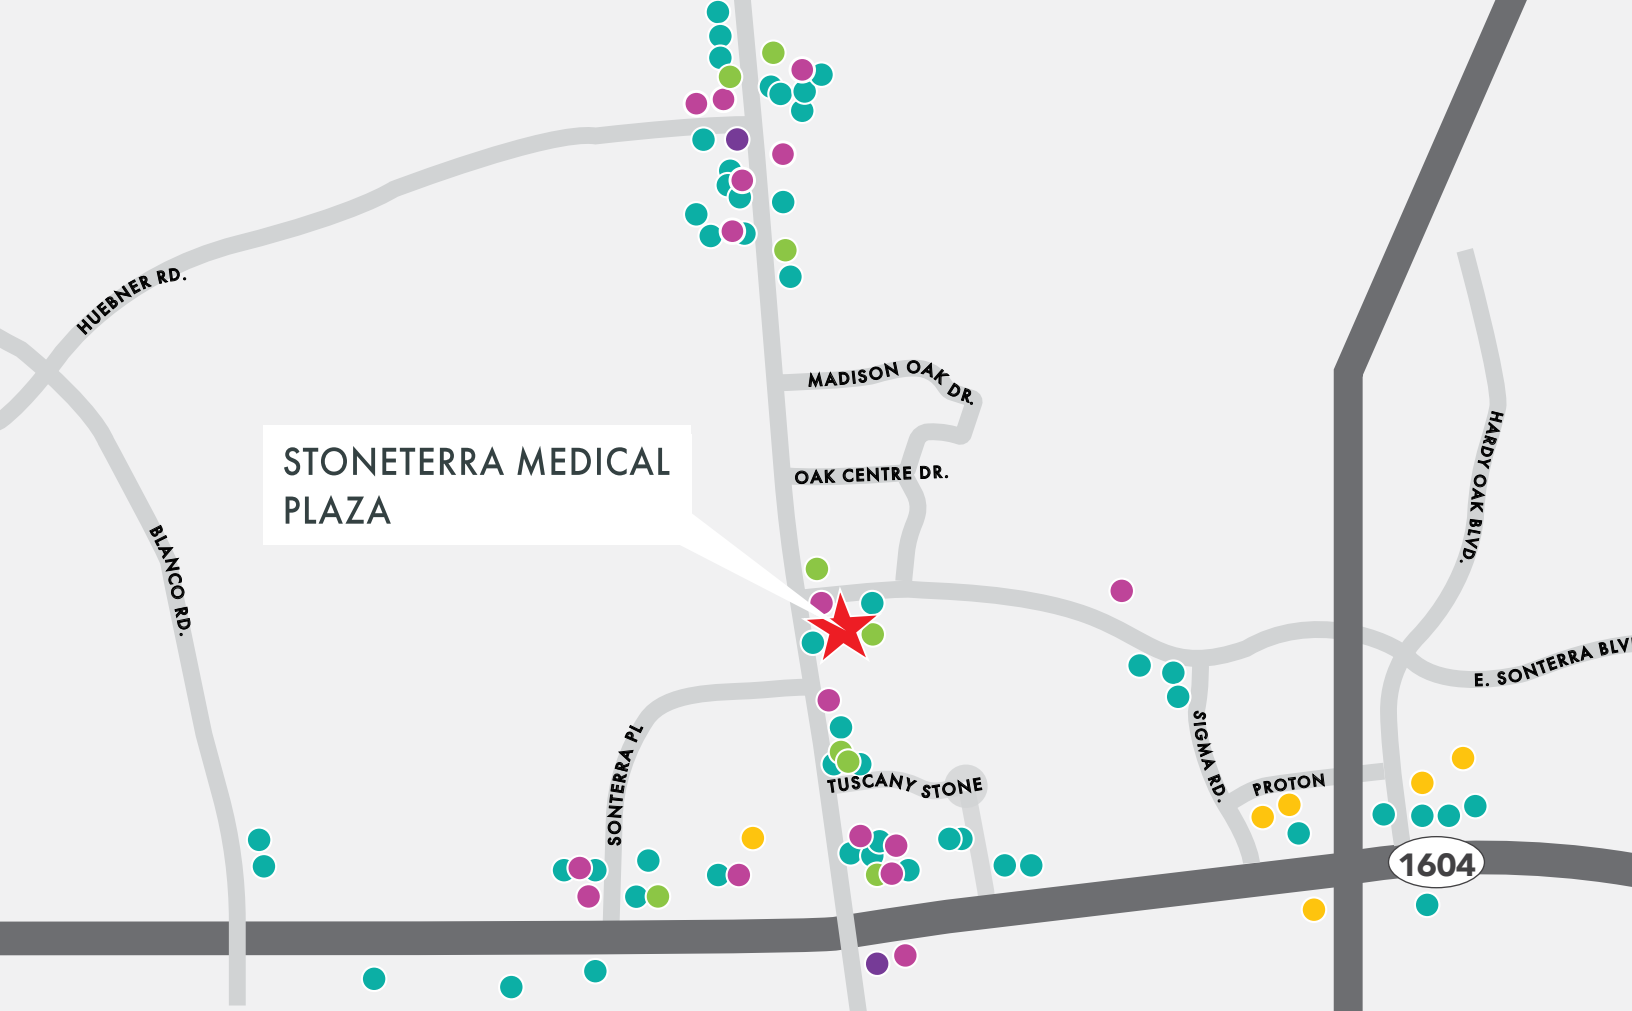 HUEBNER RD.
MADISON OAK DR.
STONETERRA MEDICAL
PLAZA
OAK CENTRE DR.
HARDY OAK BLVD.
BLANCO RD.
E. SONTERRA BLV
SIGMA RD.
SONTERRA PL
TUSCANY STONE
PROTON
1604